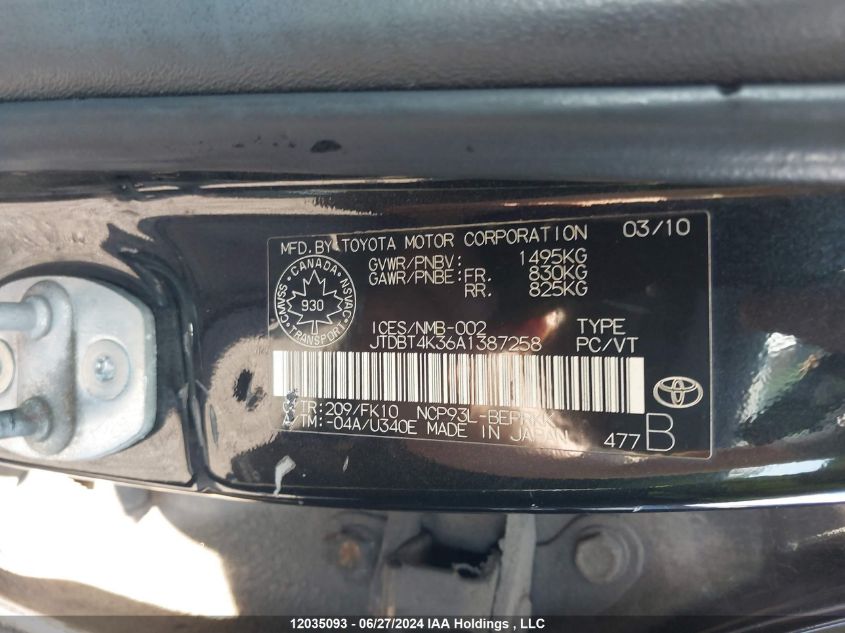 MFD. BY TOYOTA MOTOR CORPORATION 03/10
GVWR/PNBV: 1495KG
GAWR/PNBE: FR. 830KG
RR. 825KG
CANADA
CMVSS 930 NSVAC
TRANSPORT
ICES/NMB-002 TYPE
JTDBT4K36A1387258 PC/VT
C/TR: 209/FK10 NCP93L-BEPRKK
A/TM: -04A/U340E MADE IN JAPAN 477 B
12035093 - 06/27/2024 IAA Holdings, LLC